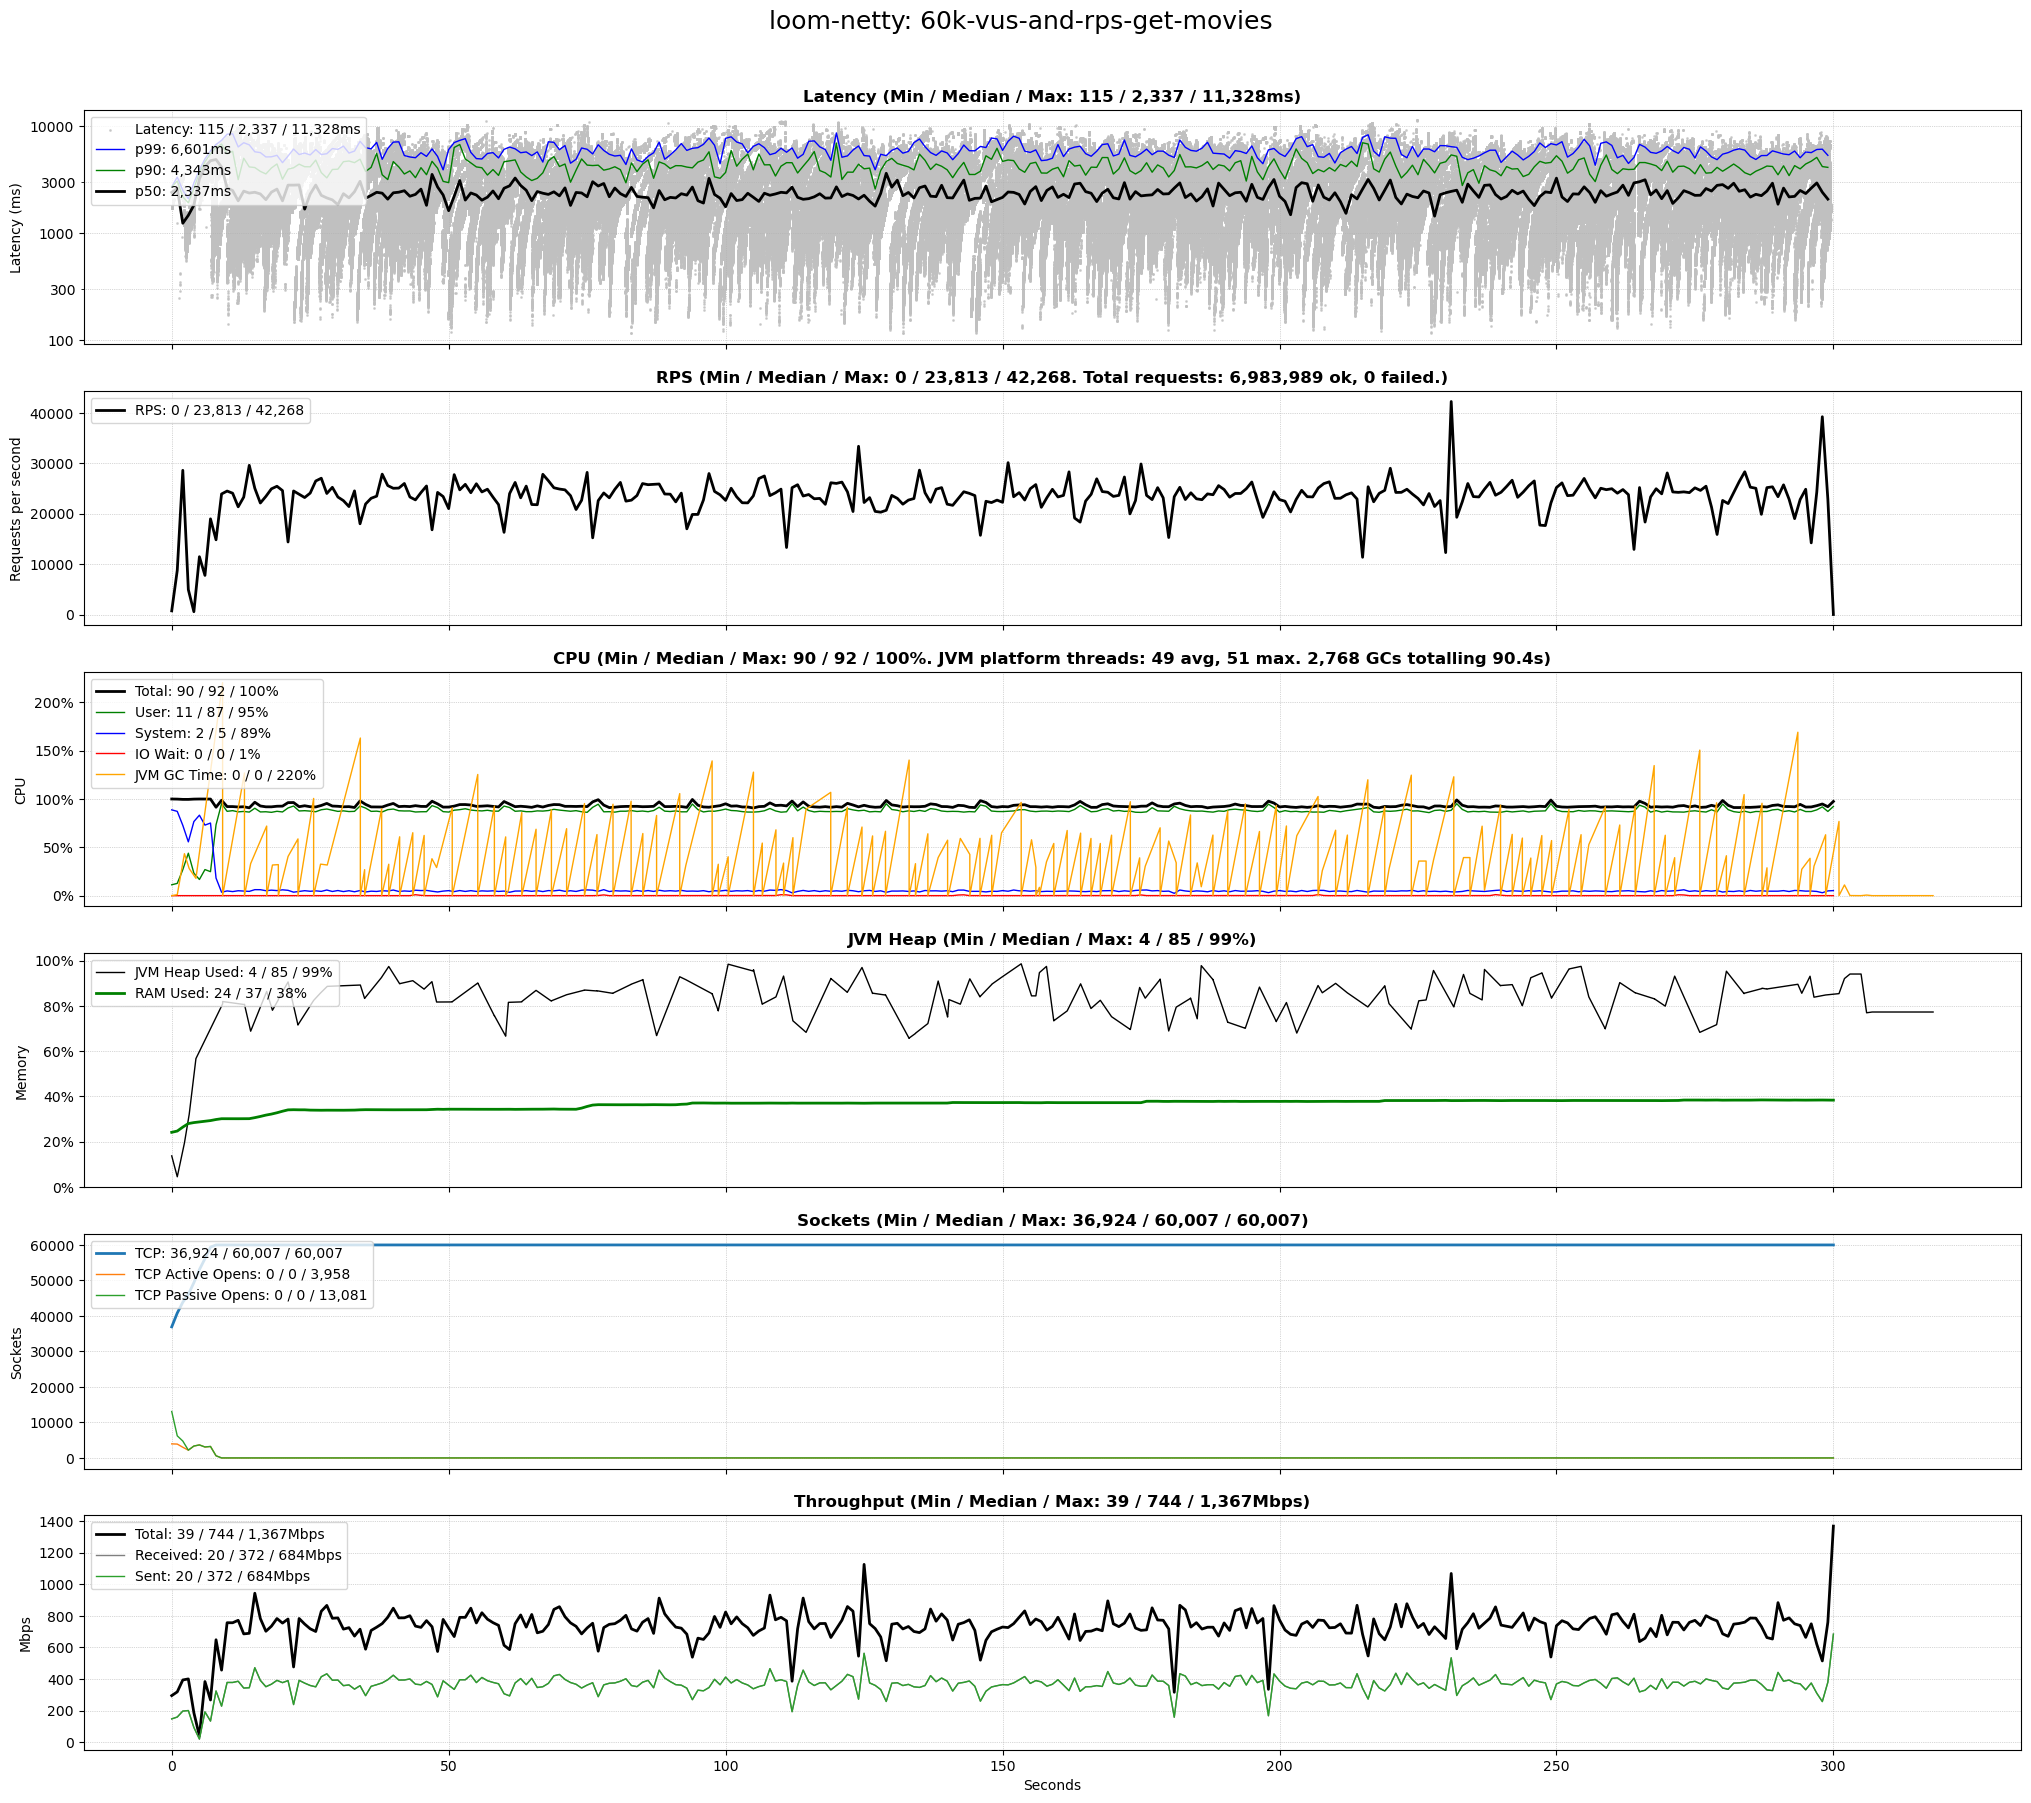 loom-netty: 60k-vus-and-rps-get-movies
Latency (Min / Median / Max: 115 / 2,337 / 11,328ms)
Latency (ms)
10000
3000
1000
300
100
Latency: 115 / 2,337 / 11,328ms
p99: 6,601ms
p90: 4,343ms
p50: 2,337ms
RPS (Min / Median / Max: 0 / 23,813 / 42,268. Total requests: 6,983,989 ok, 0 failed.)
Requests per second
40000
30000
20000
10000
0
RPS: 0 / 23,813 / 42,268
CPU (Min / Median / Max: 90 / 92 / 100%. JVM platform threads: 49 avg, 51 max. 2,768 GCs totalling 90.4s)
CPU
200%
150%
100%
50%
0%
Total: 90 / 92 / 100%
User: 11 / 87 / 95%
System: 2 / 5 / 89%
IO Wait: 0 / 0 / 1%
JVM GC Time: 0 / 0 / 220%
JVM Heap (Min / Median / Max: 4 / 85 / 99%)
Memory
100%
80%
60%
40%
20%
0%
JVM Heap Used: 4 / 85 / 99%
RAM Used: 24 / 37 / 38%
Sockets (Min / Median / Max: 36,924 / 60,007 / 60,007)
Sockets
60000
50000
40000
30000
20000
10000
0
TCP: 36,924 / 60,007 / 60,007
TCP Active Opens: 0 / 0 / 3,958
TCP Passive Opens: 0 / 0 / 13,081
Throughput (Min / Median / Max: 39 / 744 / 1,367Mbps)
Mbps
1400
1200
1000
800
600
400
200
0
Total: 39 / 744 / 1,367Mbps
Received: 20 / 372 / 684Mbps
Sent: 20 / 372 / 684Mbps
0 50 100 150 200 250 300
Seconds